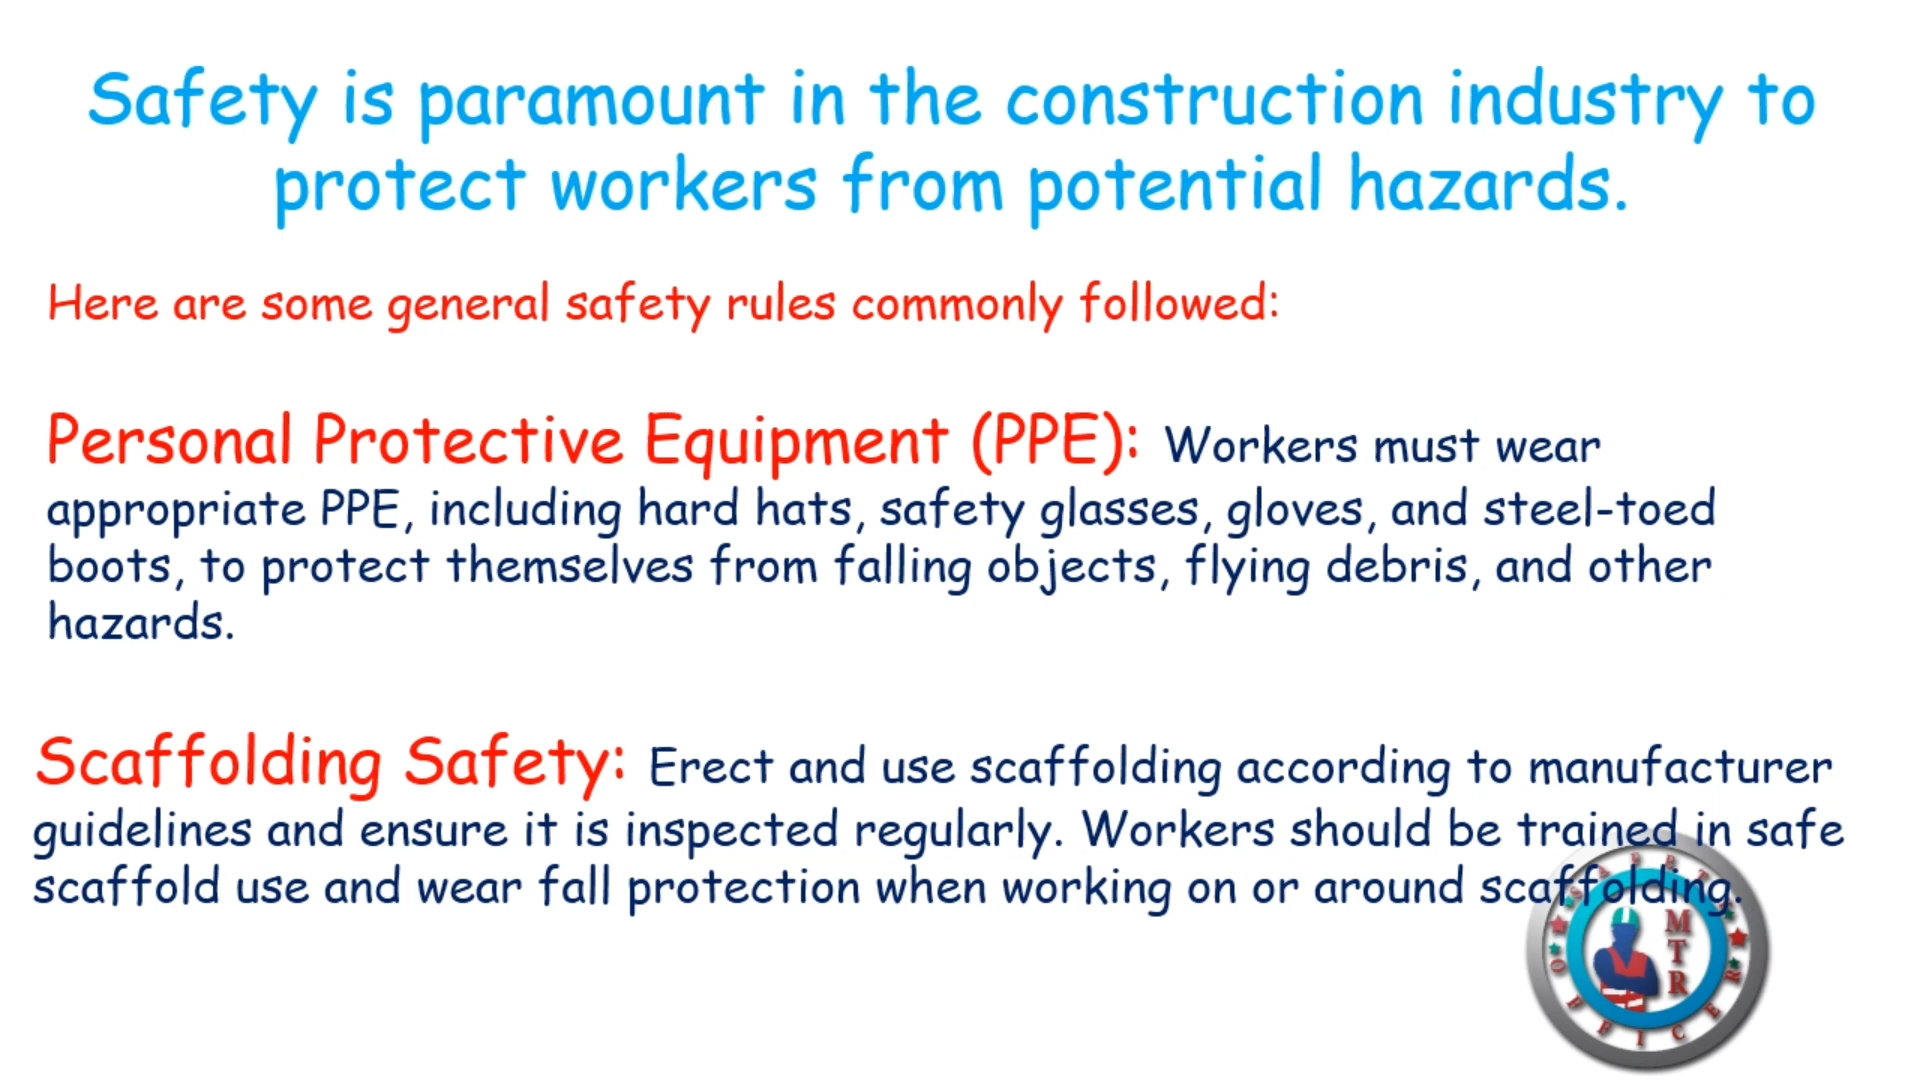 Safety is paramount in the construction industry to
protect workers from potential hazards.
Here are some general safety rules commonly followed:
Personal Protective Equipment (PPE): Workers must wear
appropriate PPE, including hard hats, safety glasses, gloves, and steel-toed
boots, to protect themselves from falling objects, flying debris, and other
hazards.
Scaffolding Safety: Erect and use scaffolding according to manufacturer
guidelines and ensure it is inspected regularly. Workers should be trained in safe
scaffold use and wear fall protection when working on or around scaffolding.
SAFETY
MTR
OFFICER